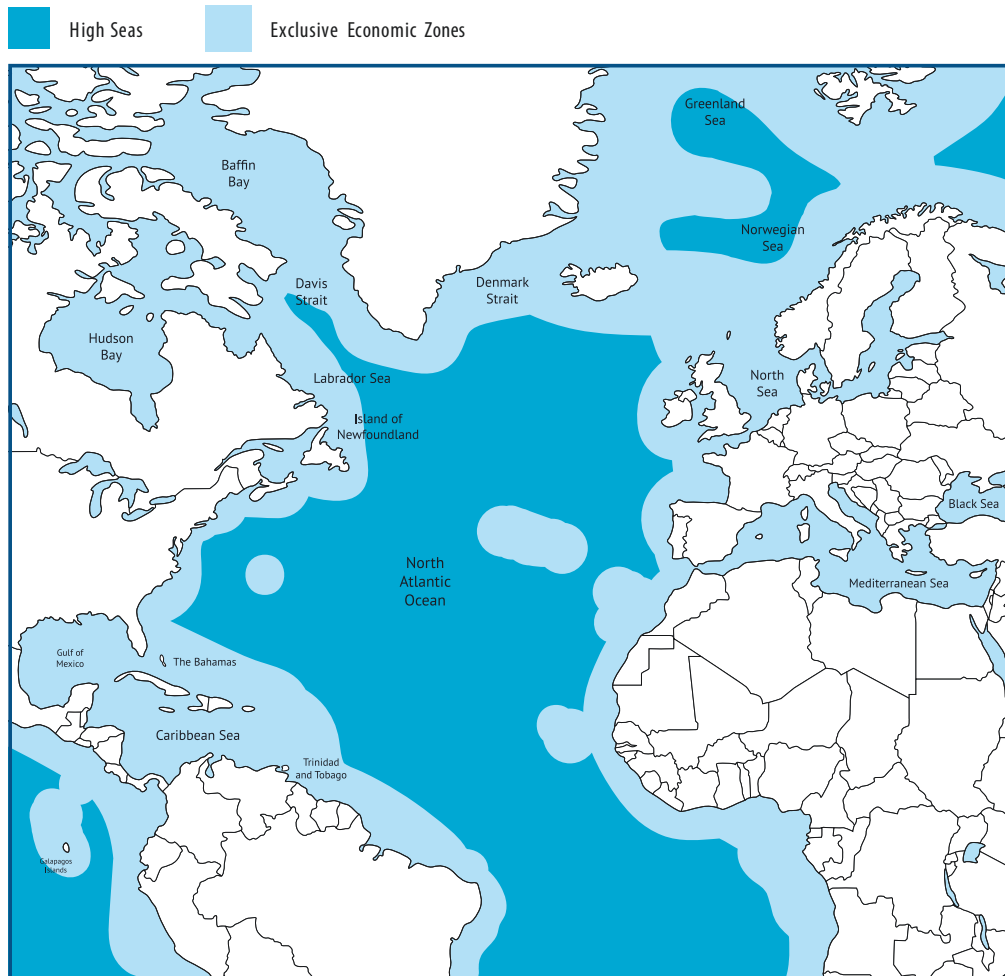 High Seas
Exclusive Economic Zones
Greenland
Sea
Baffin
Bay
Norwegian
Sea
Davis
Strait
Denmark
Strait
Hudson
Bay
Labrador Sea
North
Sea
Island of
Newfoundland
Black Sea
North
Atlantic
Ocean
Mediterranean Sea
Gulf of
Mexico
The Bahamas
Caribbean Sea
Trinidad
and Tobago
Galapagos
Islands